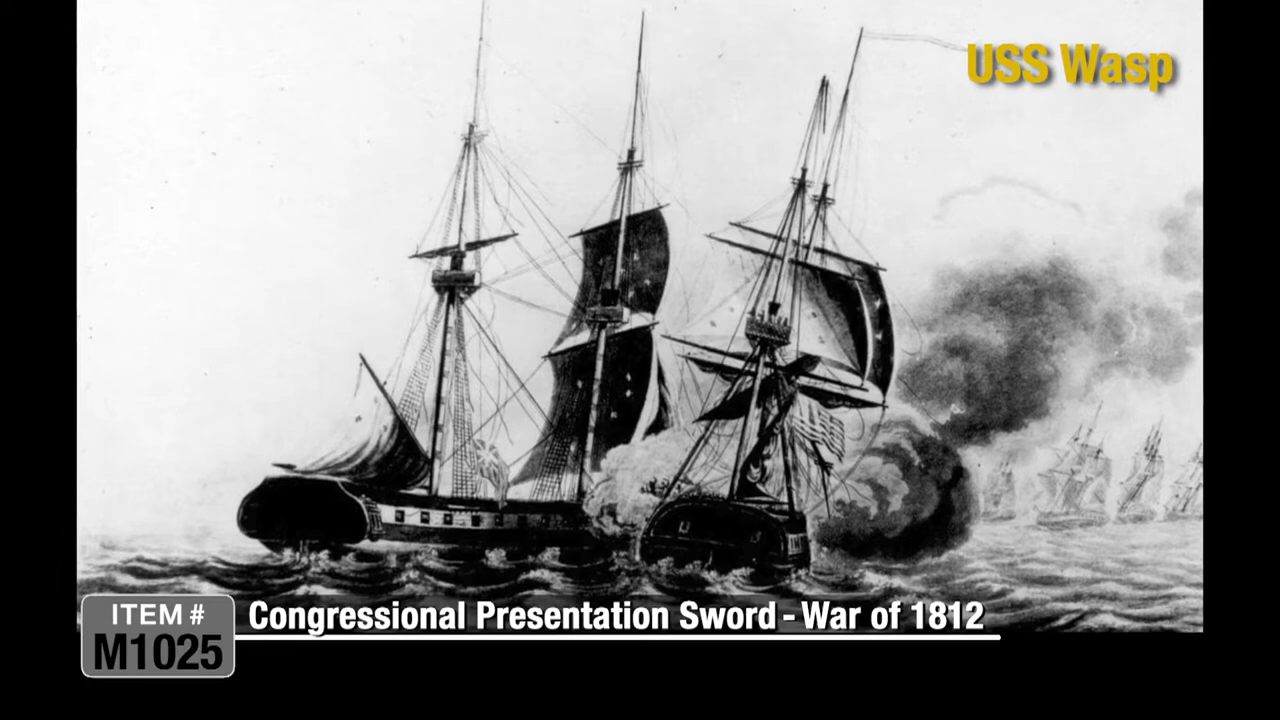 USS Wasp
ITEM #
M1025
Congressional Presentation Sword - War of 1812